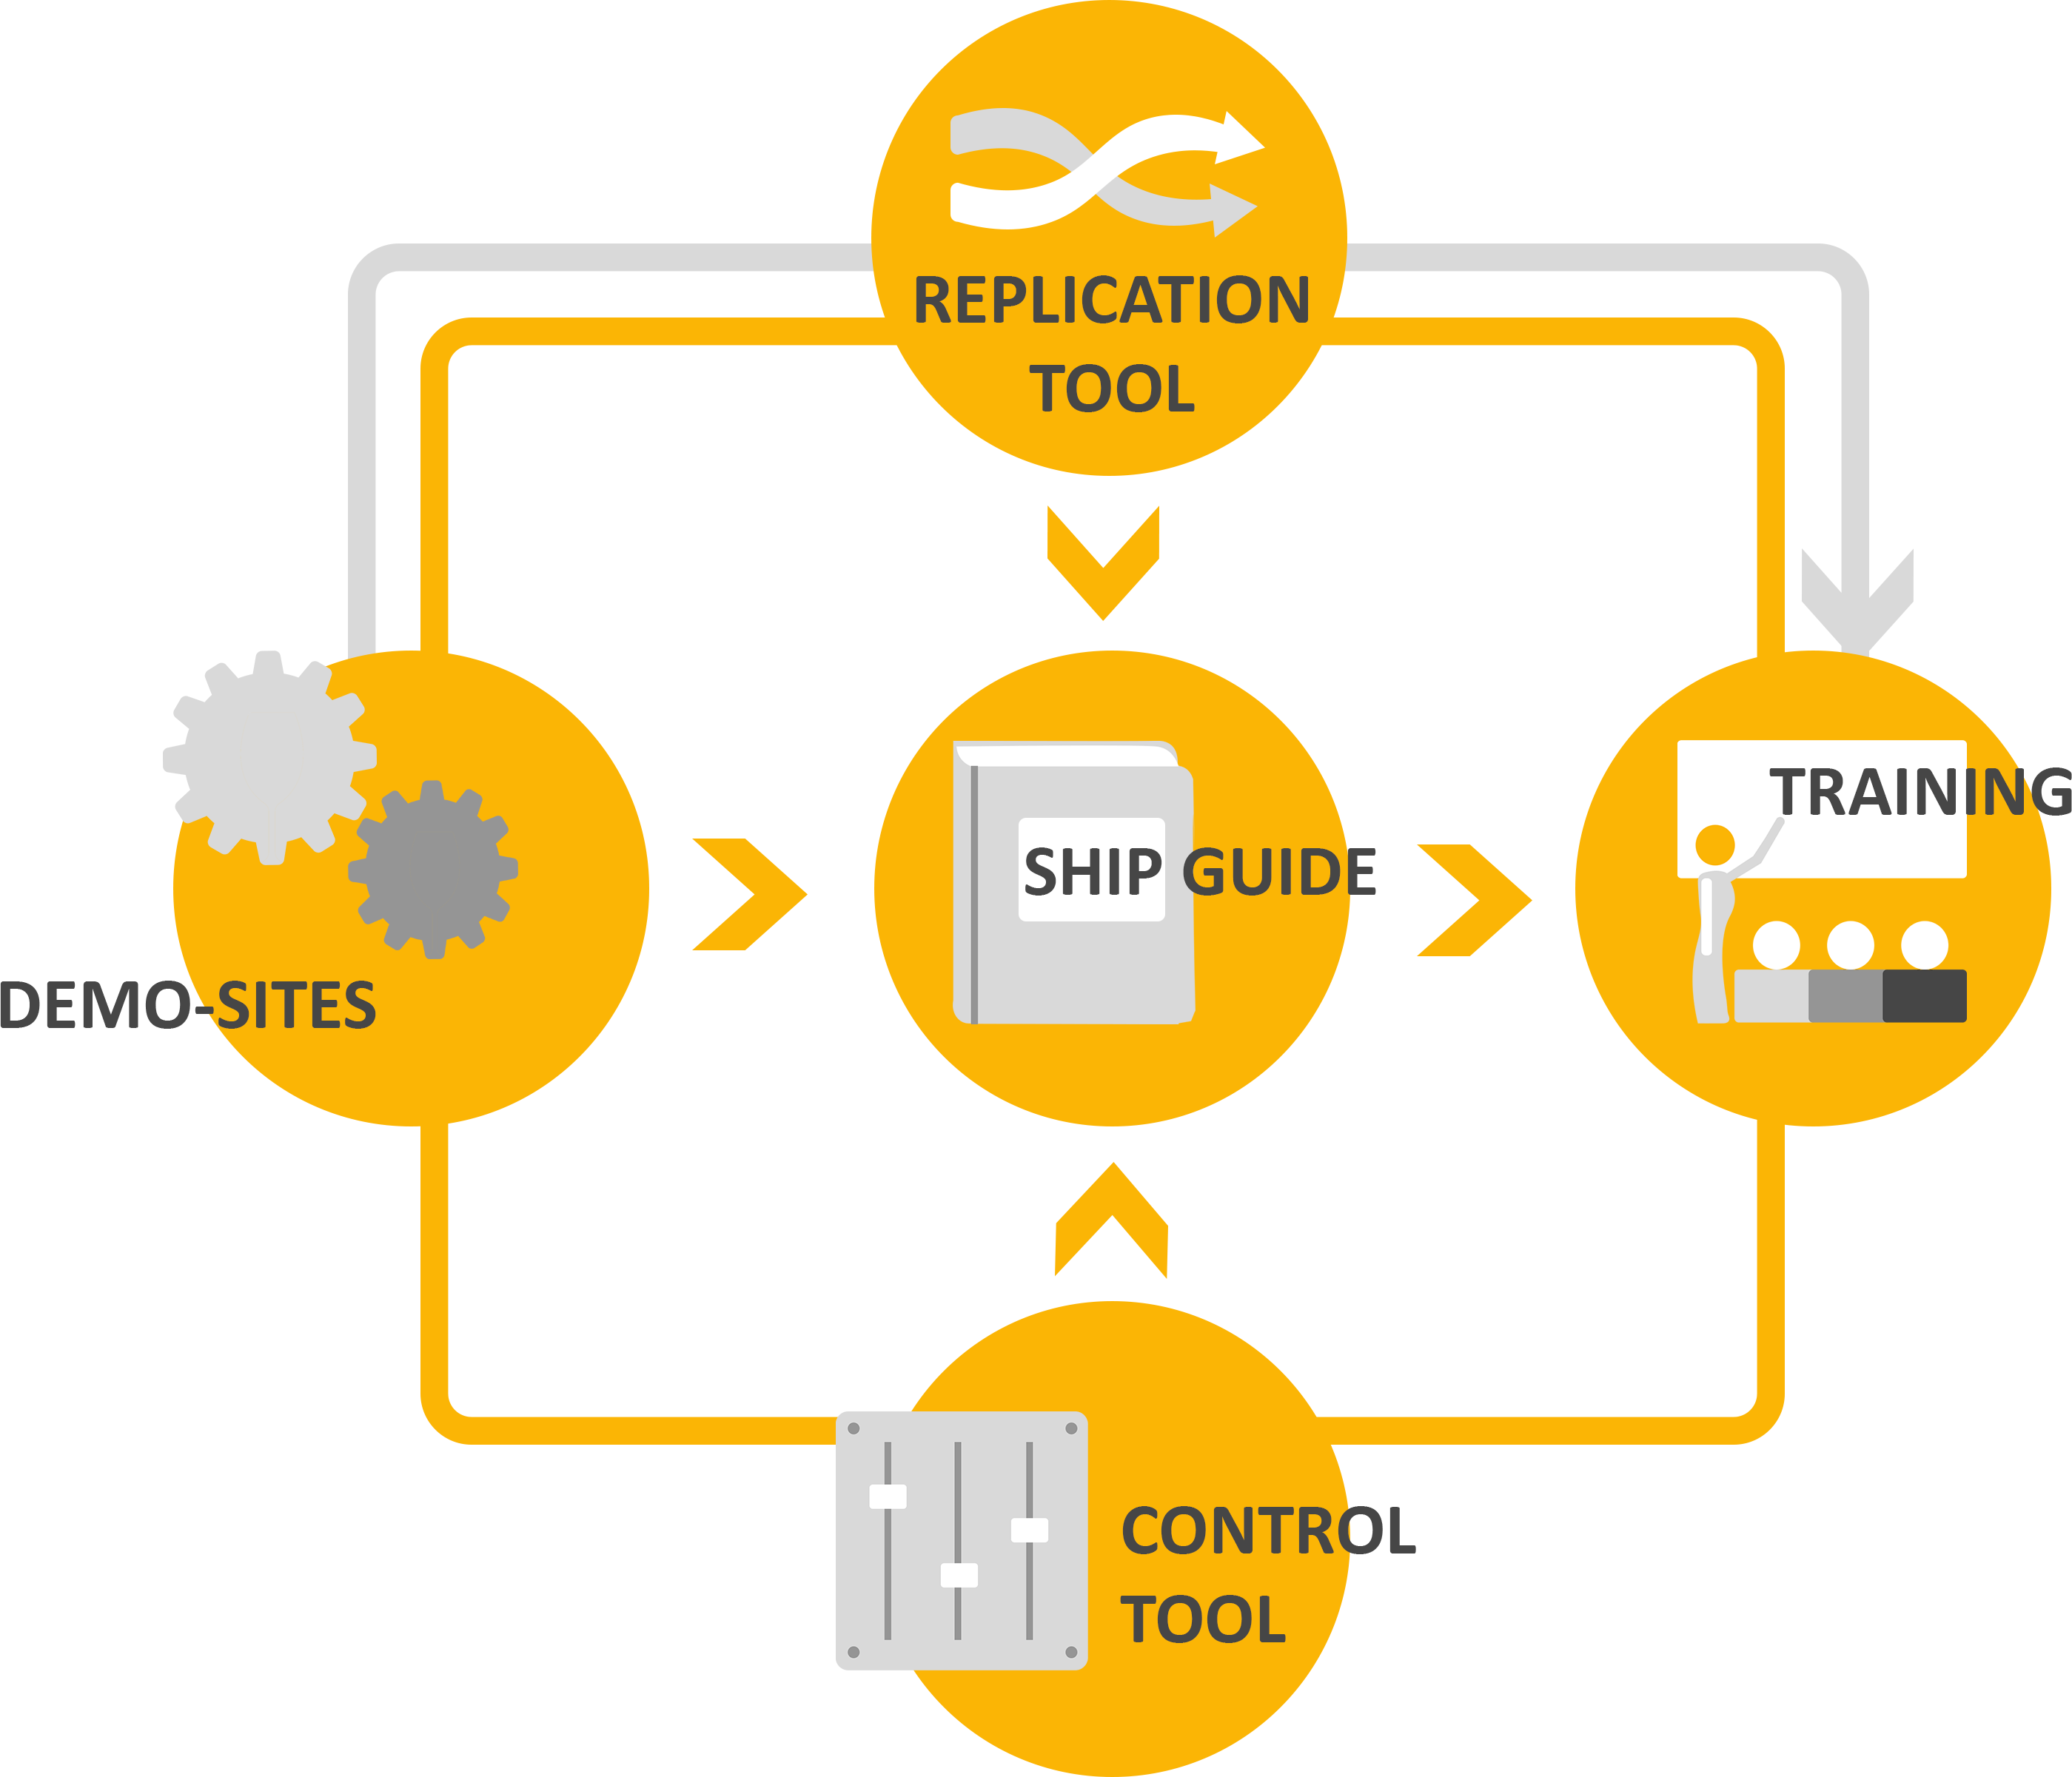 REPLICATION
TOOL
TRAINING
SHIP GUIDE
DEMO-SITES
CONTROL
TOOL